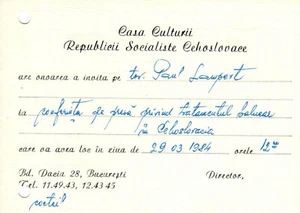 Casa Culturii
Republicii Socialiste Cehoslovace
are onoarea a invita pe tov. Paul Lampert
la conferința de presă privind tratamentul balnear
în Cehoslovacia
care va avea loc în ziua de 29 03 1984 orele 12⁰⁰
Bd. Dacia 28, București
Director,
Tel. 11.49.43, 12.43 45